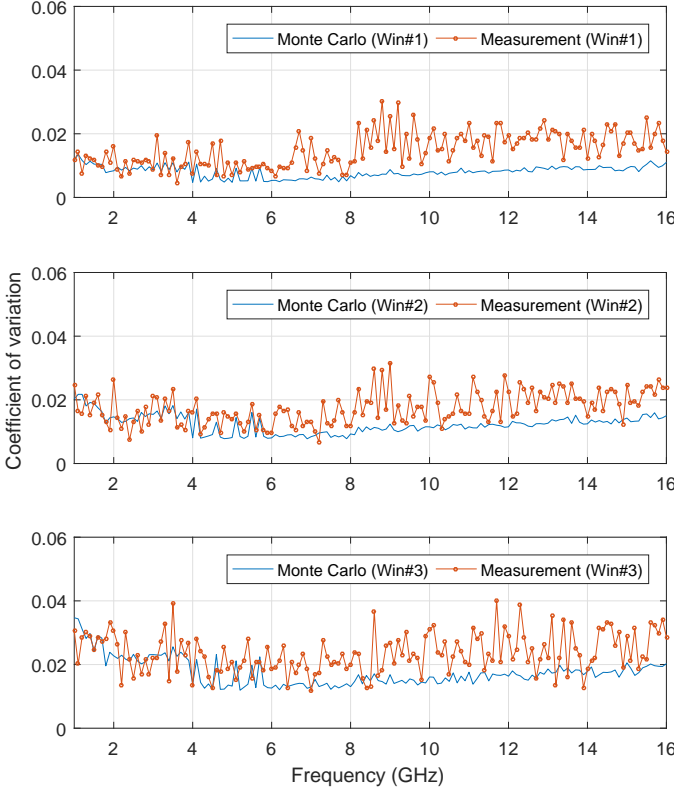 0.06
Monte Carlo (Win#1) Measurement (Win#1)
0.04
0.02
0
2 4 6 8 10 12 14 16
0.06
Monte Carlo (Win#2) Measurement (Win#2)
0.04
0.02
0
2 4 6 8 10 12 14 16
Coefficient of variation
0.06
Monte Carlo (Win#3) Measurement (Win#3)
0.04
0.02
0
2 4 6 8 10 12 14 16
Frequency (GHz)